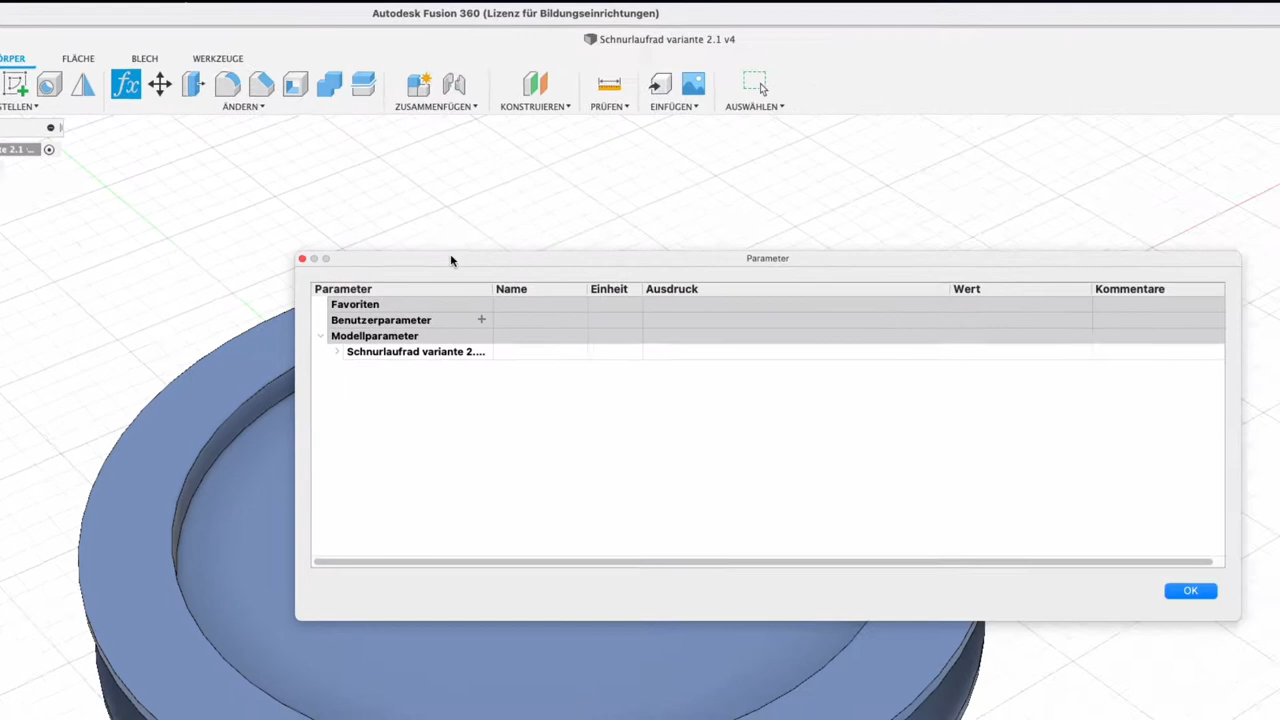 Autodesk Fusion 360 (Lizenz für Bildungseinrichtungen)
Schnurlaufrad variante 2.1 v4
ÖRPER FLÄCHE BLECH WERKZEUGE
fx
STELLEN ÄNDERN ZUSAMMENFÜGEN KONSTRUIEREN PRÜFEN EINFÜGEN AUSWÄHLEN
te 2.1 ...
Parameter
Parameter Name Einheit Ausdruck Wert Kommentare
Favoriten
Benutzerparameter +
Modellparameter
Schnurlaufrad variante 2....
OK